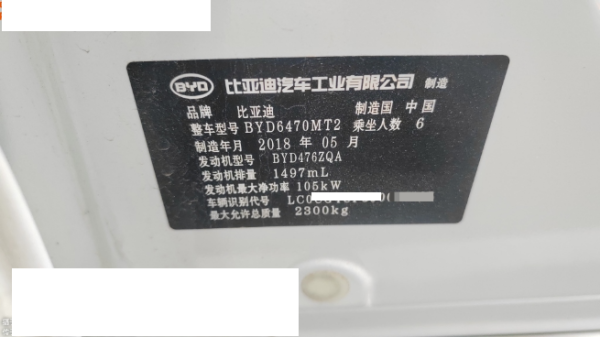 BYD 比亚迪汽车工业有限公司 制造
品牌 比亚迪 制造国 中国
整车型号 BYD6470MT2 乘坐人数 6
制造年月 2018 年 05 月
发动机型号 BYD476ZQA
发动机排量 1497mL
发动机最大净功率 105kW
车辆识别代号
最大允许总质量 2300kg